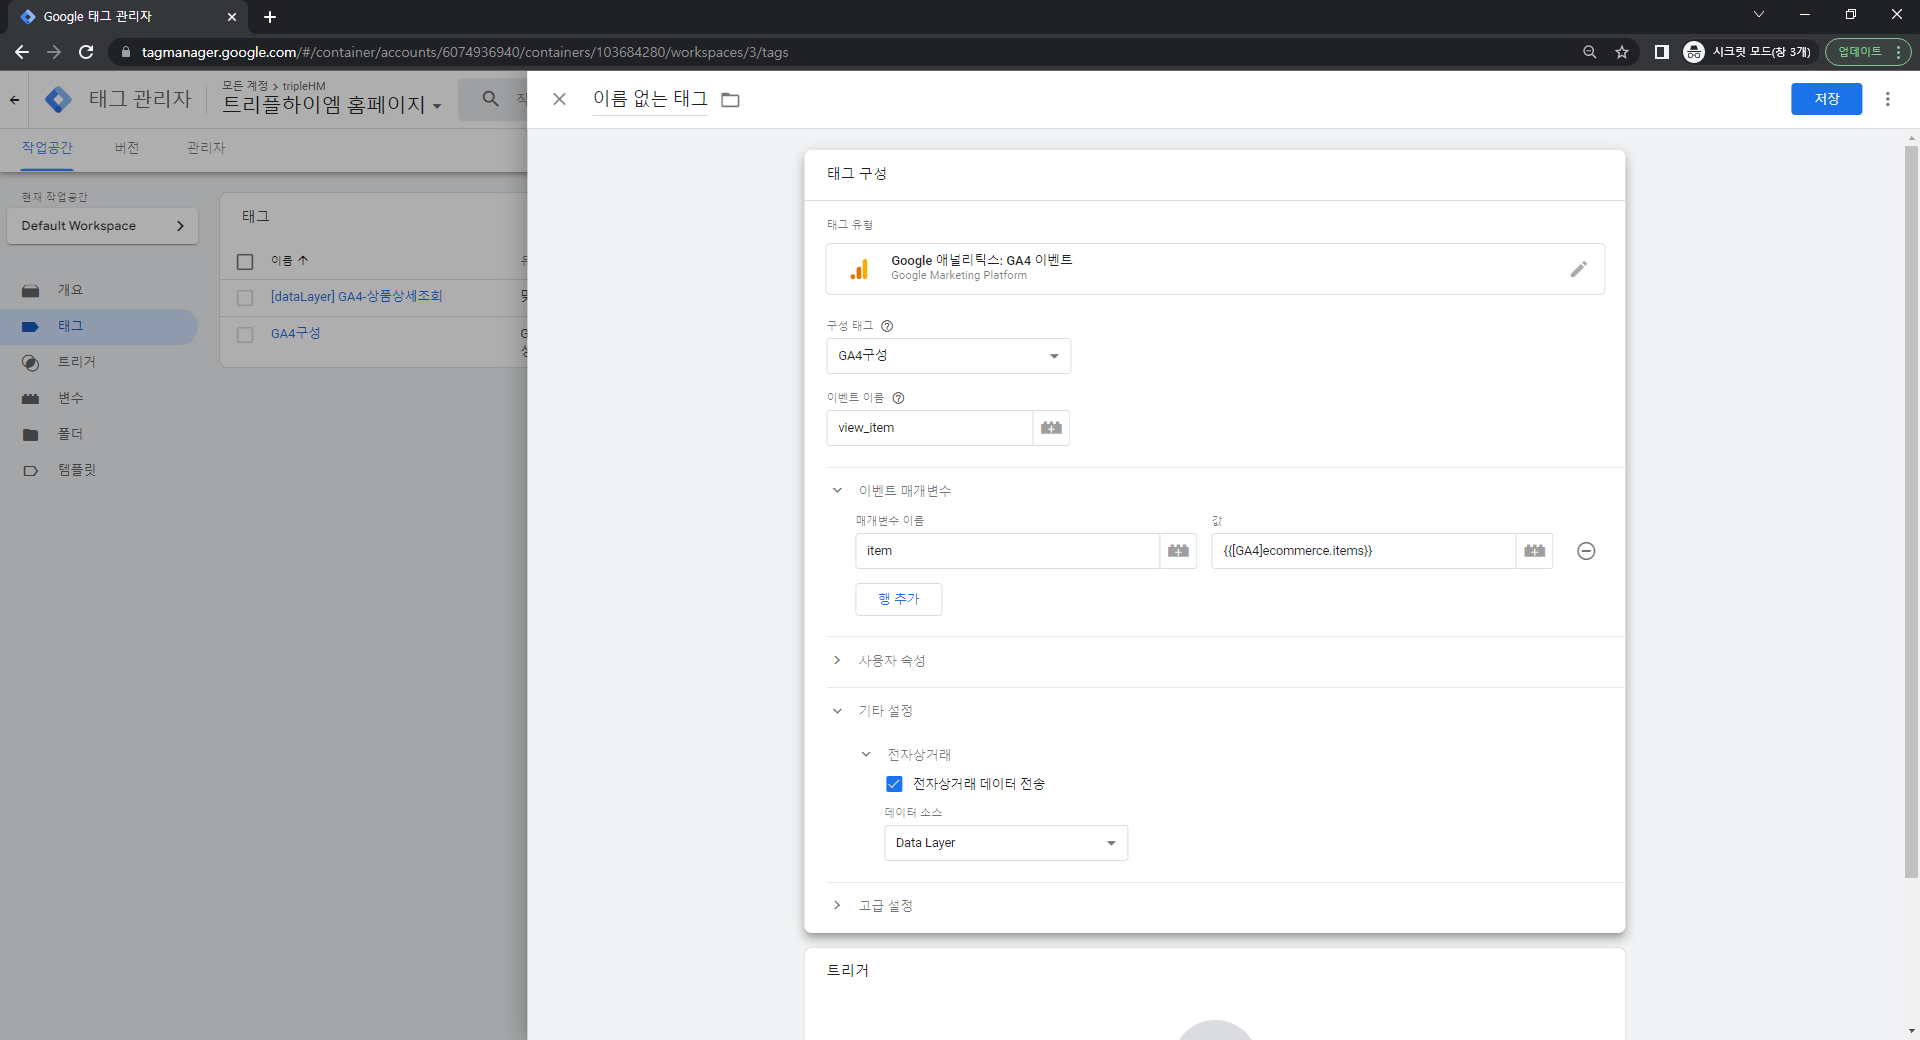 Google 태그 관리자
tagmanager.google.com/#/container/accounts/6074936940/containers/103684280/workspaces/3/tags
시크릿 모드(창 3개)
업데이트
태그 관리자
모든 계정 > tripleHM
트리플하이엠 홈페이지
이름 없는 태그
저장
작업공간
버전
관리자
현재 작업공간
Default Workspace
개요
태그
트리거
변수
폴더
템플릿
태그
이름
[dataLayer] GA4-상품상세조회
GA4구성
태그 구성
태그 유형
Google 애널리틱스: GA4 이벤트
Google Marketing Platform
구성 태그
GA4구성
이벤트 이름
view_item
이벤트 매개변수
매개변수 이름
값
item
{{[GA4]ecommerce.items}}
행 추가
사용자 속성
기타 설정
전자상거래
전자상거래 데이터 전송
데이터 소스
Data Layer
고급 설정
트리거